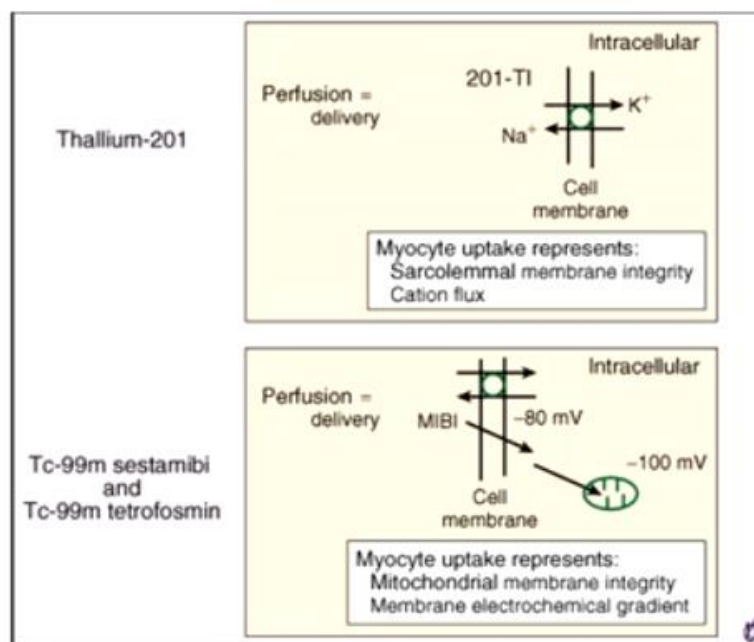 Thallium-201
Intracellular
201-TI
Perfusion =
delivery
K⁺
Na⁺
Cell
membrane
Myocyte uptake represents:
Sarcolemmal membrane integrity
Cation flux
Tc-99m sestamibi
and
Tc-99m tetrofosmin
Intracellular
Perfusion =
delivery
MIBI
–80 mV
–100 mV
Cell
membrane
Myocyte uptake represents:
Mitochondrial membrane integrity
Membrane electrochemical gradient